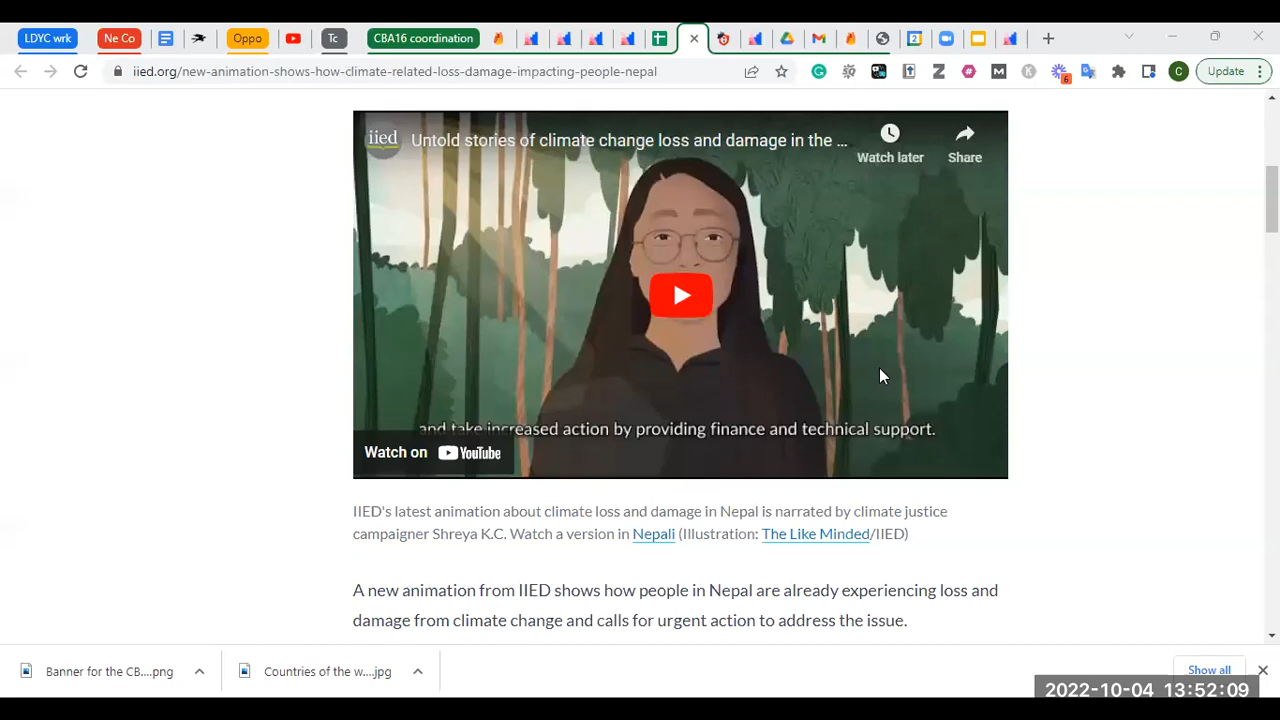 LDYC wrk
Ne Co
Oppo
Tc
CBA16 coordination
iied.org/new-animation-shows-how-climate-related-loss-damage-impacting-people-nepal
6
C
Update
iied
Untold stories of climate change loss and damage in the ...
Watch later
Share
and take increased action by providing finance and technical support.
Watch on YouTube
IIED's latest animation about climate loss and damage in Nepal is narrated by climate justice
campaigner Shreya K.C. Watch a version in Nepali (Illustration: The Like Minded/IIED)
A new animation from IIED shows how people in Nepal are already experiencing loss and
damage from climate change and calls for urgent action to address the issue.
Banner for the CB....png
Countries of the w....jpg
Show all
2022-10-04 13:52:09